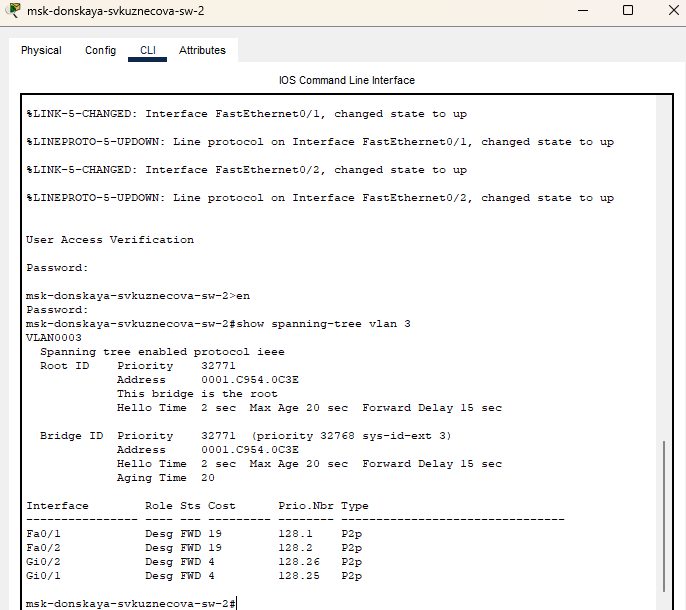 msk-donskaya-svkuznecova-sw-2
Physical Config CLI Attributes
IOS Command Line Interface
%LINK-5-CHANGED: Interface FastEthernet0/1, changed state to up
%LINEPROTO-5-UPDOWN: Line protocol on Interface FastEthernet0/1, changed state to up
%LINK-5-CHANGED: Interface FastEthernet0/2, changed state to up
%LINEPROTO-5-UPDOWN: Line protocol on Interface FastEthernet0/2, changed state to up
User Access Verification
Password:
msk-donskaya-svkuznecova-sw-2>en
Password:
msk-donskaya-svkuznecova-sw-2#show spanning-tree vlan 3
VLAN0003
  Spanning tree enabled protocol ieee
  Root ID    Priority    32771
             Address     0001.C954.0C3E
             This bridge is the root
             Hello Time  2 sec  Max Age 20 sec  Forward Delay 15 sec
  Bridge ID  Priority    32771  (priority 32768 sys-id-ext 3)
             Address     0001.C954.0C3E
             Hello Time  2 sec  Max Age 20 sec  Forward Delay 15 sec
             Aging Time  20
Interface        Role Sts Cost      Prio.Nbr Type
---------------- ---- --- --------- -------- --------------------------------
Fa0/1            Desg FWD 19        128.1    P2p
Fa0/2            Desg FWD 19        128.2    P2p
Gi0/2            Desg FWD 4         128.26   P2p
Gi0/1            Desg FWD 4         128.25   P2p
msk-donskaya-svkuznecova-sw-2#